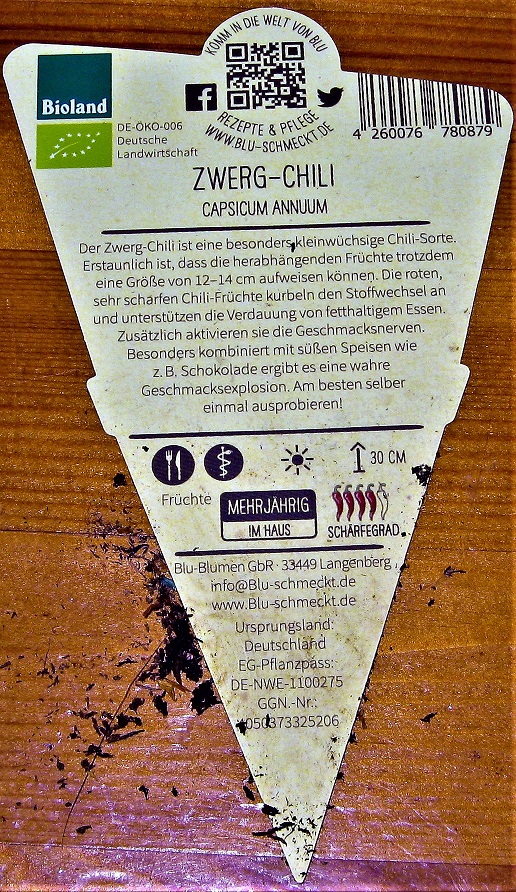 KOMM IN DIE WELT VON BLU
Bioland
DE-ÖKO-006
Deutsche
Landwirtschaft
REZEPTE & PFLEGE
WWW.BLU-SCHMECKT.DE
4 260076 780879
ZWERG-CHILI
CAPSICUM ANNUUM
Der Zwerg-Chili ist eine besonders kleinwüchsige Chili-Sorte.
Erstaunlich ist, dass die herabhängenden Früchte trotzdem
eine Größe von 12–14 cm aufweisen können. Die roten,
sehr scharfen Chili-Früchte kurbeln den Stoffwechsel an
und unterstützen die Verdauung von fetthaltigem Essen.
Zusätzlich aktivieren sie die Geschmacksnerven.
Besonders kombiniert mit süßen Speisen wie
z. B. Schokolade ergibt es eine wahre
Geschmacksexplosion. Am besten selber
einmal ausprobieren!
30 CM
Früchte
MEHRJÄHRIG
IM HAUS
SCHÄRFEGRAD
Blu-Blumen GbR · 33449 Langenberg
info@Blu-schmeckt.de
www.Blu-schmeckt.de
Ursprungsland:
Deutschland
EG-Pflanzpass:
DE-NWE-1100275
GGN.-Nr.:
4050373325206